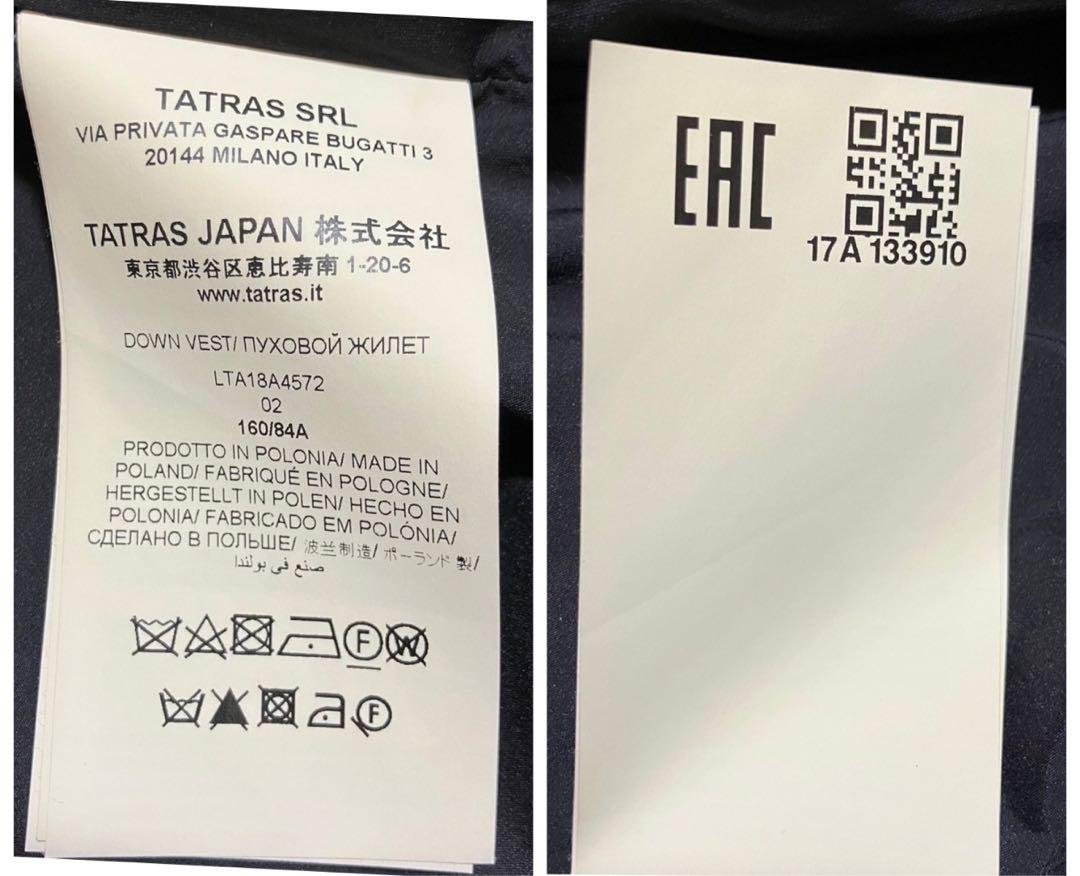 TATRAS SRL
VIA PRIVATA GASPARE BUGATTI 3
20144 MILANO ITALY
TATRAS JAPAN 株式会社
東京都渋谷区恵比寿南 1-20-6
www.tatras.it
DOWN VEST/ ПУХОВОЙ ЖИЛЕТ
LTA18A4572
02
160/84A
PRODOTTO IN POLONIA/ MADE IN
POLAND/ FABRIQUÉ EN POLOGNE/
HERGESTELLT IN POLEN/ HECHO EN
POLONIA/ FABRICADO EM POLÓNIA/
СДЕЛАНО В ПОЛЬШЕ/ 波兰制造/ ポーランド 製/
صنع في بولندا
F W
F
EAC
17A 133910